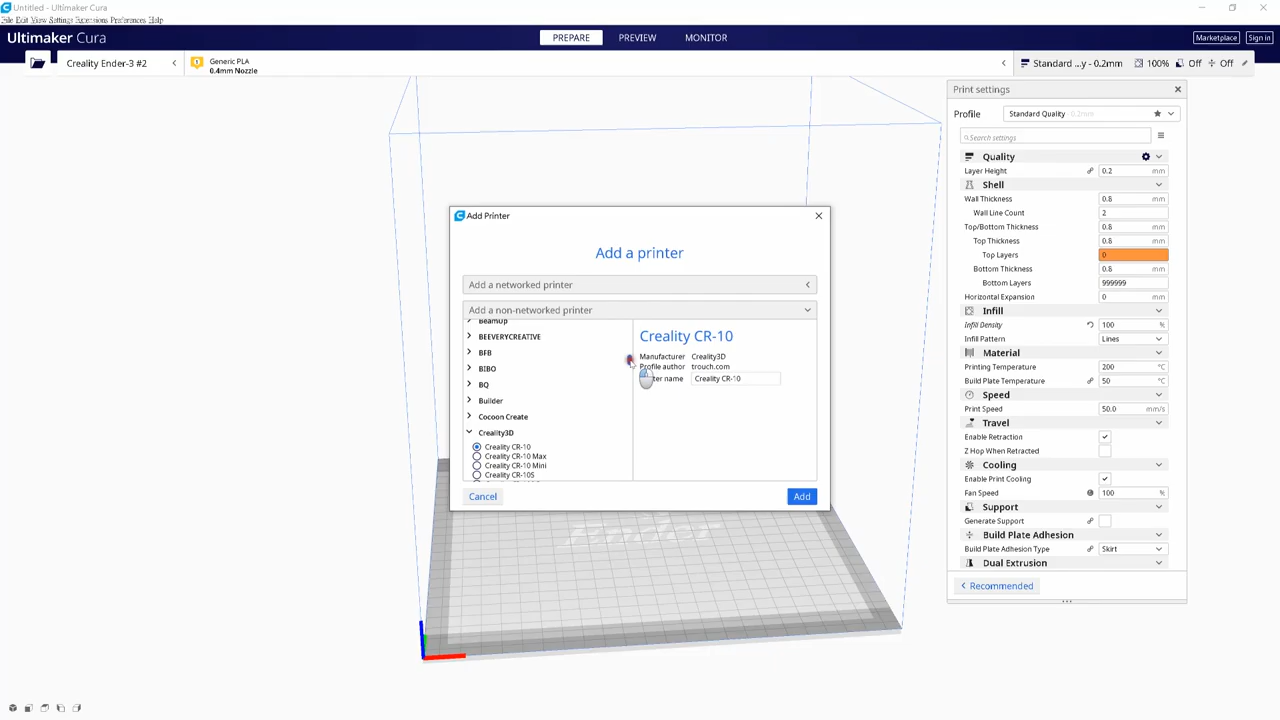 Untitled - Ultimaker Cura
File Edit View Settings Extensions Preferences Help
Ultimaker Cura
PREPARE
PREVIEW
MONITOR
Marketplace
Sign in
Creality Ender-3 #2
Generic PLA
0.4mm Nozzle
Standard ...y - 0.2mm
100%
Off
Off
Print settings
Profile
Standard Quality - 0.2mm
Search settings
Quality
Layer Height 0.2 mm
Shell
Wall Thickness 0.8 mm
Wall Line Count 2
Top/Bottom Thickness 0.8 mm
Top Thickness 0.8 mm
Top Layers 0
Bottom Thickness 0.8 mm
Bottom Layers 999999
Horizontal Expansion 0 mm
Infill
Infill Density 100 %
Infill Pattern Lines
Material
Printing Temperature 200 °C
Build Plate Temperature 50 °C
Speed
Print Speed 50.0 mm/s
Travel
Enable Retraction
Z Hop When Retracted
Cooling
Enable Print Cooling
Fan Speed 100 %
Support
Generate Support
Build Plate Adhesion
Build Plate Adhesion Type Skirt
Dual Extrusion
Recommended
Add Printer
Add a printer
Add a networked printer
Add a non-networked printer
BeamUp
BEEVERYCREATIVE
BFB
BIBO
BQ
Builder
Cocoon Create
Creality3D
Creality CR-10
Creality CR-10 Max
Creality CR-10 Mini
Creality CR-10S
Creality CR-10
Manufacturer Creality3D
Profile author trouch.com
name Creality CR-10
Cancel
Add